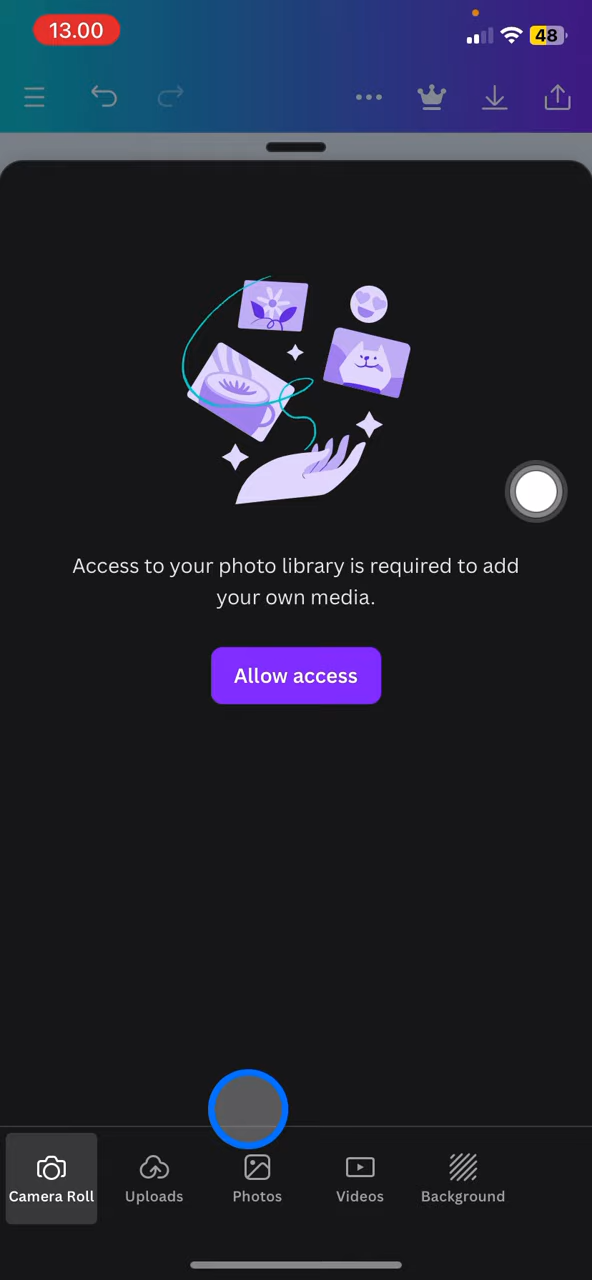 13.00
48
Access to your photo library is required to add
your own media.
Allow access
Camera Roll
Uploads
Photos
Videos
Background